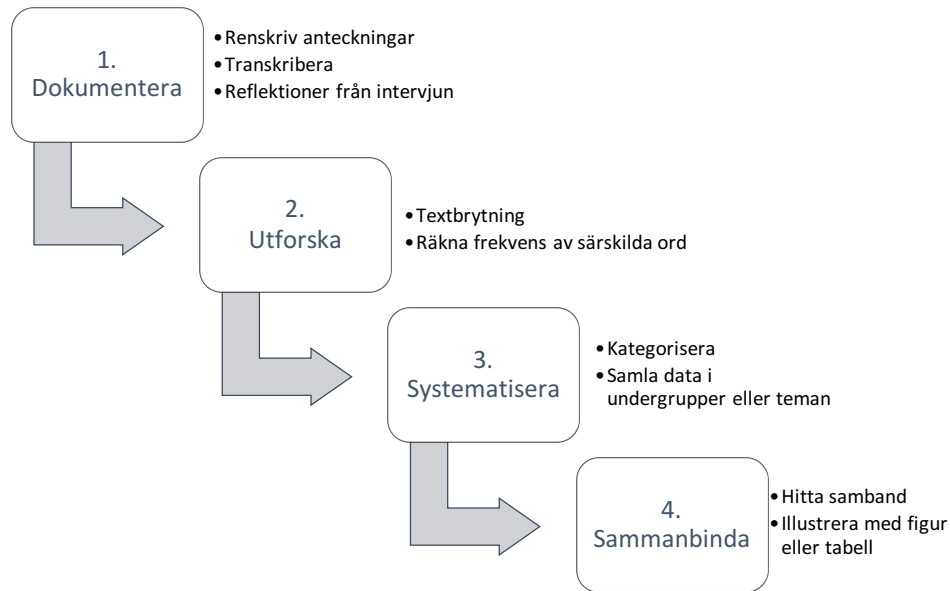 1.
Dokumentera
•Renskriv anteckningar
•Transkribera
•Reflektioner från intervjun
2.
Utforska
•Textbrytning
•Räkna frekvens av särskilda ord
3.
Systematisera
•Kategorisera
•Samla data i
undergrupper eller teman
4.
Sammanbinda
•Hitta samband
•Illustrera med figur
eller tabell